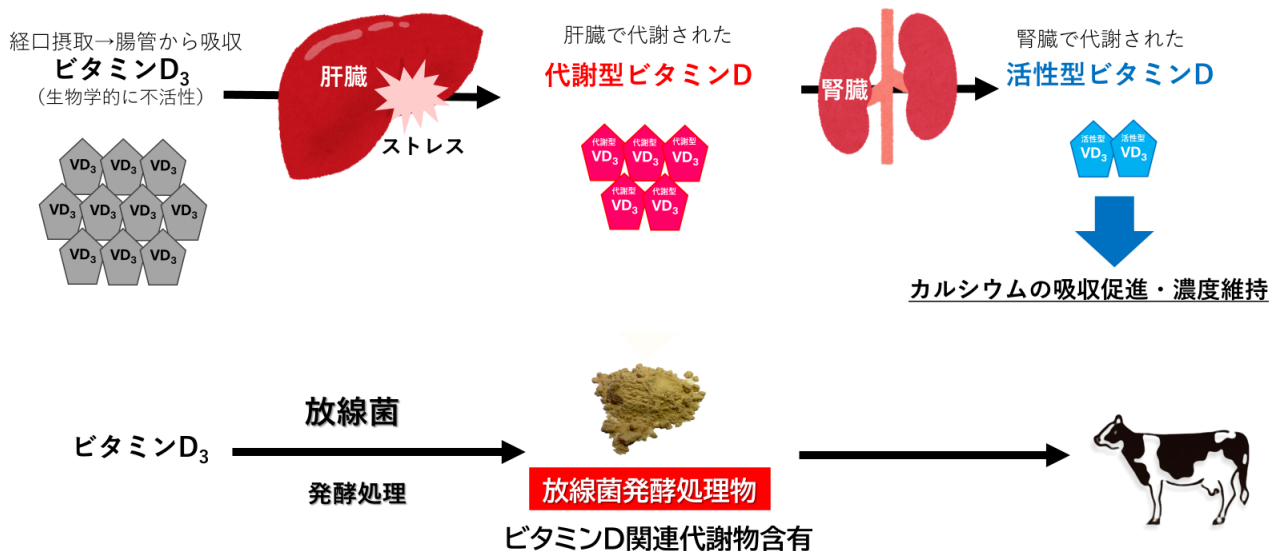 経口摂取→腸管から吸収
ビタミンD₃
（生物学的に不活性）
VD₃ VD₃ VD₃
VD₃ VD₃ VD₃ VD₃
VD₃ VD₃ VD₃
肝臓
ストレス
肝臓で代謝された
代謝型ビタミンD
代謝型 代謝型 代謝型
VD₃ VD₃ VD₃
代謝型 代謝型
VD₃ VD₃
腎臓
腎臓で代謝された
活性型ビタミンD
活性型 活性型
VD₃ VD₃
カルシウムの吸収促進・濃度維持
ビタミンD₃
放線菌
発酵処理
放線菌発酵処理物
ビタミンD関連代謝物含有